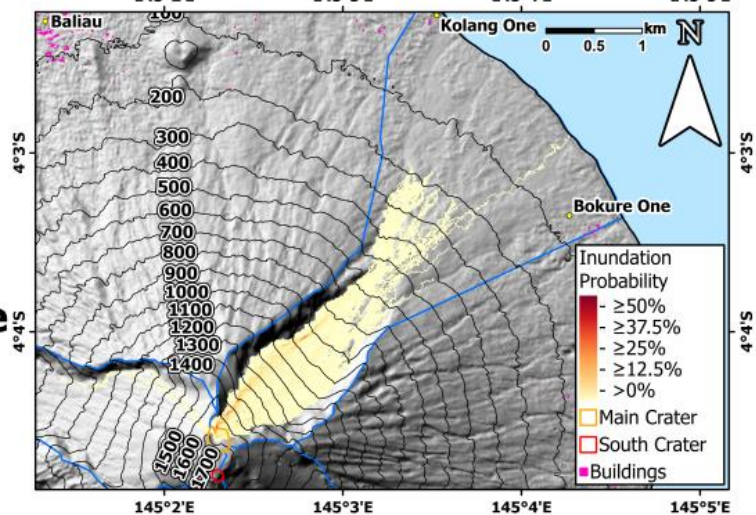 Baliau
100
Kolang One
km
0 0.5 1
N
200
300
400
500
600
700
800
900
1000
1100
1200
1300
1400
1500
1600
1700
4°3'S
4°3'S
4°4'S
4°4'S
Bokure One
Inundation
Probability
≥50%
≥37.5%
≥25%
≥12.5%
>0%
Main Crater
South Crater
Buildings
145°2'E
145°3'E
145°4'E
145°5'E